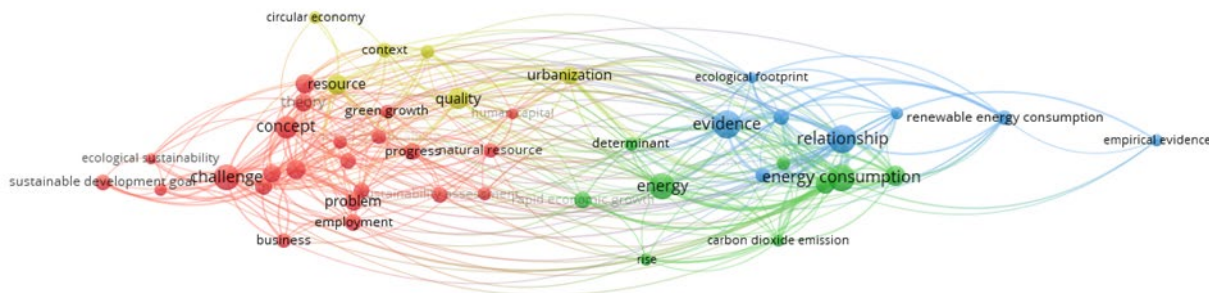 circular economy
context
urbanization
resource
theory
quality
ecological footprint
green growth
human capital
concept
evidence
renewable energy consumption
relationship
empirical evidence
determinant
progress
natural resource
ecological sustainability
challenge
energy consumption
sustainable development goal
energy
sustainability assessment
rapid economic growth
problem
employment
business
carbon dioxide emission
rise